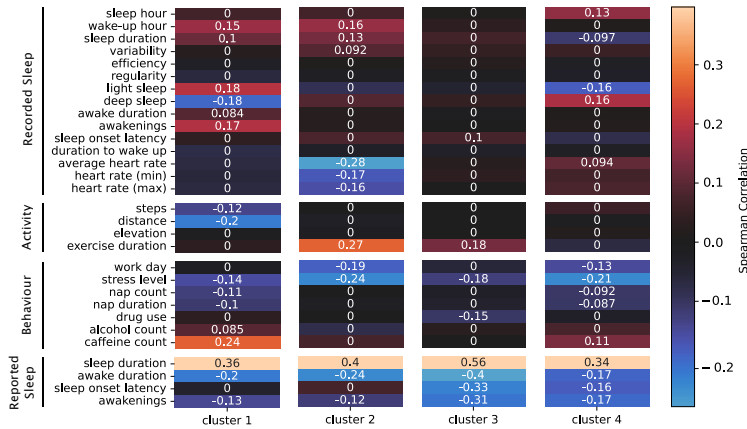 Recorded Sleep
sleep hour 0 0 0 0.13
wake-up hour 0.15 0.16 0 0
sleep duration 0.1 0.13 0 -0.097
variability 0 0.092 0 0
efficiency 0 0 0 0
regularity 0 0 0 0
light sleep 0.18 0 0 -0.16
deep sleep -0.18 0 0 0.16
awake duration 0.084 0 0 0
awakenings 0.17 0 0 0
sleep onset latency 0 0 0.1 0
duration to wake up 0 0 0 0
average heart rate 0 -0.28 0 0.094
heart rate (min) 0 -0.17 0 0
heart rate (max) 0 -0.16 0 0
Activity
steps -0.12 0 0 0
distance -0.2 0 0 0
elevation 0 0 0 0
exercise duration 0 0.27 0.18 0
Behaviour
work day 0 -0.19 0 -0.13
stress level -0.14 -0.24 -0.18 -0.21
nap count -0.11 0 0 -0.092
nap duration -0.1 0 0 -0.087
drug use 0 0 -0.15 0
alcohol count 0.085 0 0 0
caffeine count 0.24 0 0 0.11
Reported
Sleep
sleep duration 0.36 0.4 0.56 0.34
awake duration -0.2 -0.24 -0.4 -0.17
sleep onset latency 0 0 -0.33 -0.16
awakenings -0.13 -0.12 -0.31 -0.17
cluster 1 cluster 2 cluster 3 cluster 4
0.3
0.2
0.1
0.0
−0.1
−0.2
Spearman Correlation